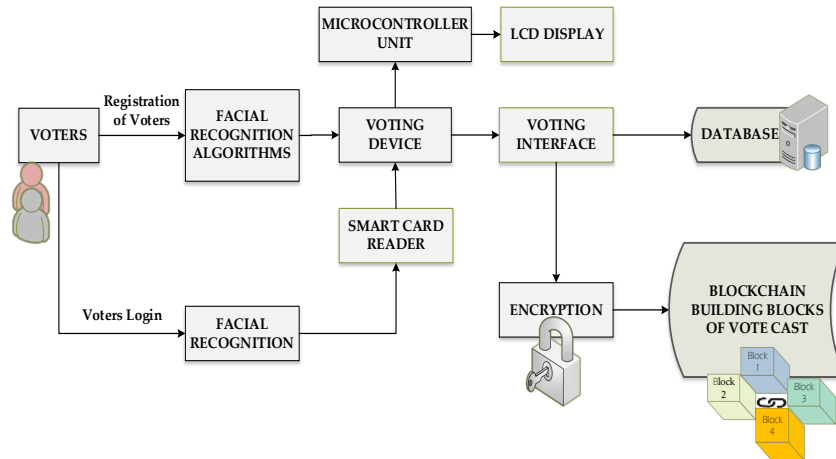 MICROCONTROLLER
UNIT
LCD DISPLAY
Registration
of Voters
VOTERS
FACIAL
RECOGNITION
ALGORITHMS
VOTING
DEVICE
VOTING
INTERFACE
DATABASE
SMART CARD
READER
Voters Login
FACIAL
RECOGNITION
ENCRYPTION
BLOCKCHAIN
BUILDING BLOCKS
OF VOTE CAST
Block
1
Block
2
Block
3
Block
4